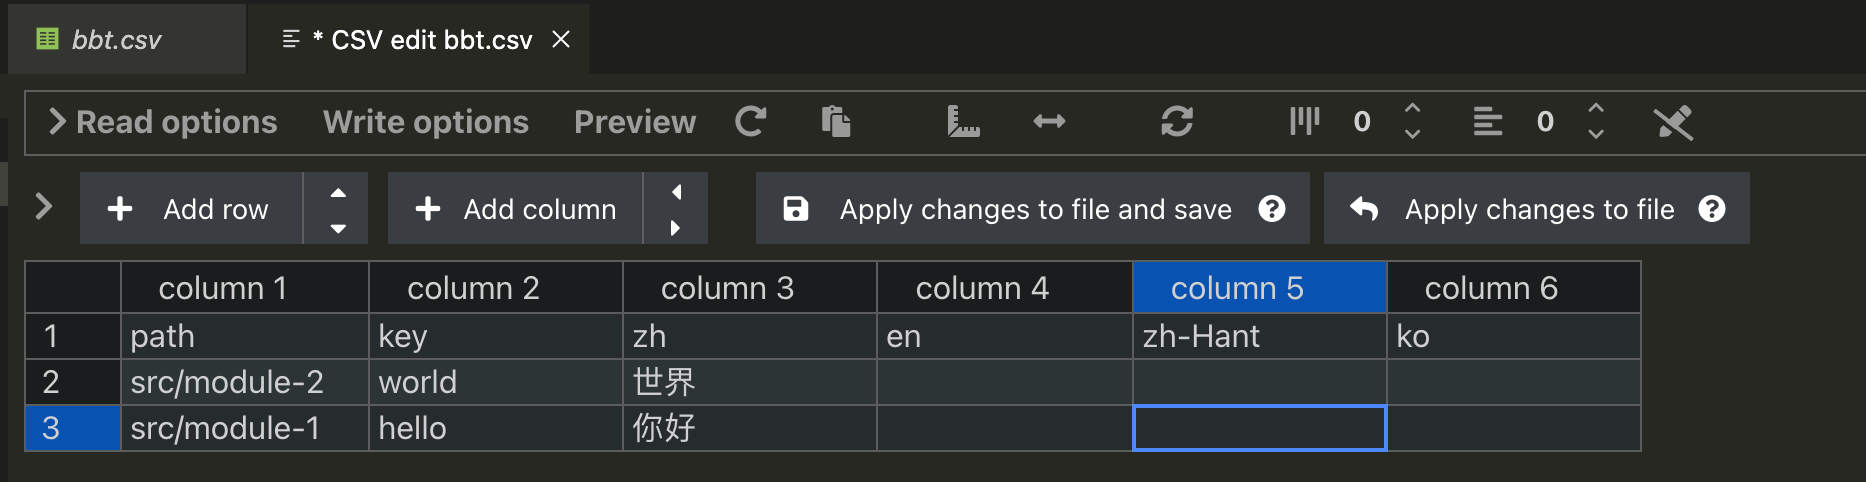 bbt.csv * CSV edit bbt.csv
Read options Write options Preview 0 0
Add row Add column Apply changes to file and save ? Apply changes to file ?
column 1 column 2 column 3 column 4 column 5 column 6
1 path key zh en zh-Hant ko
2 src/module-2 world 世界
3 src/module-1 hello 你好